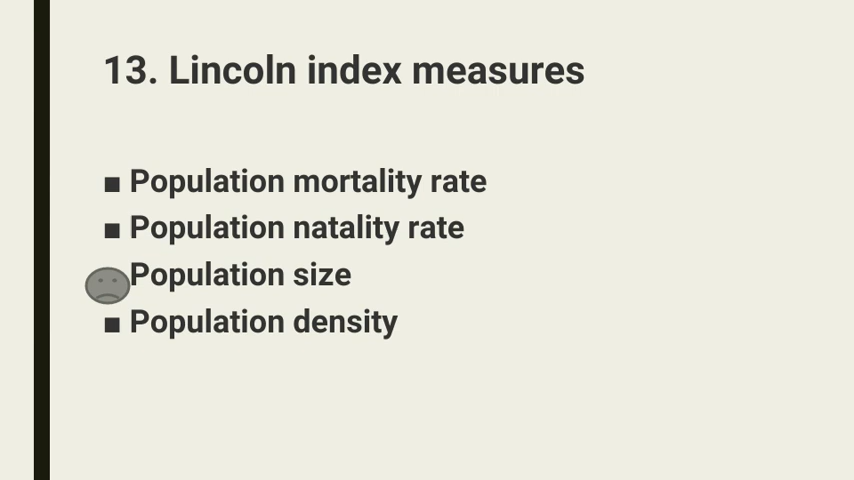 13. Lincoln index measures
■ Population mortality rate
■ Population natality rate
Population size
■ Population density